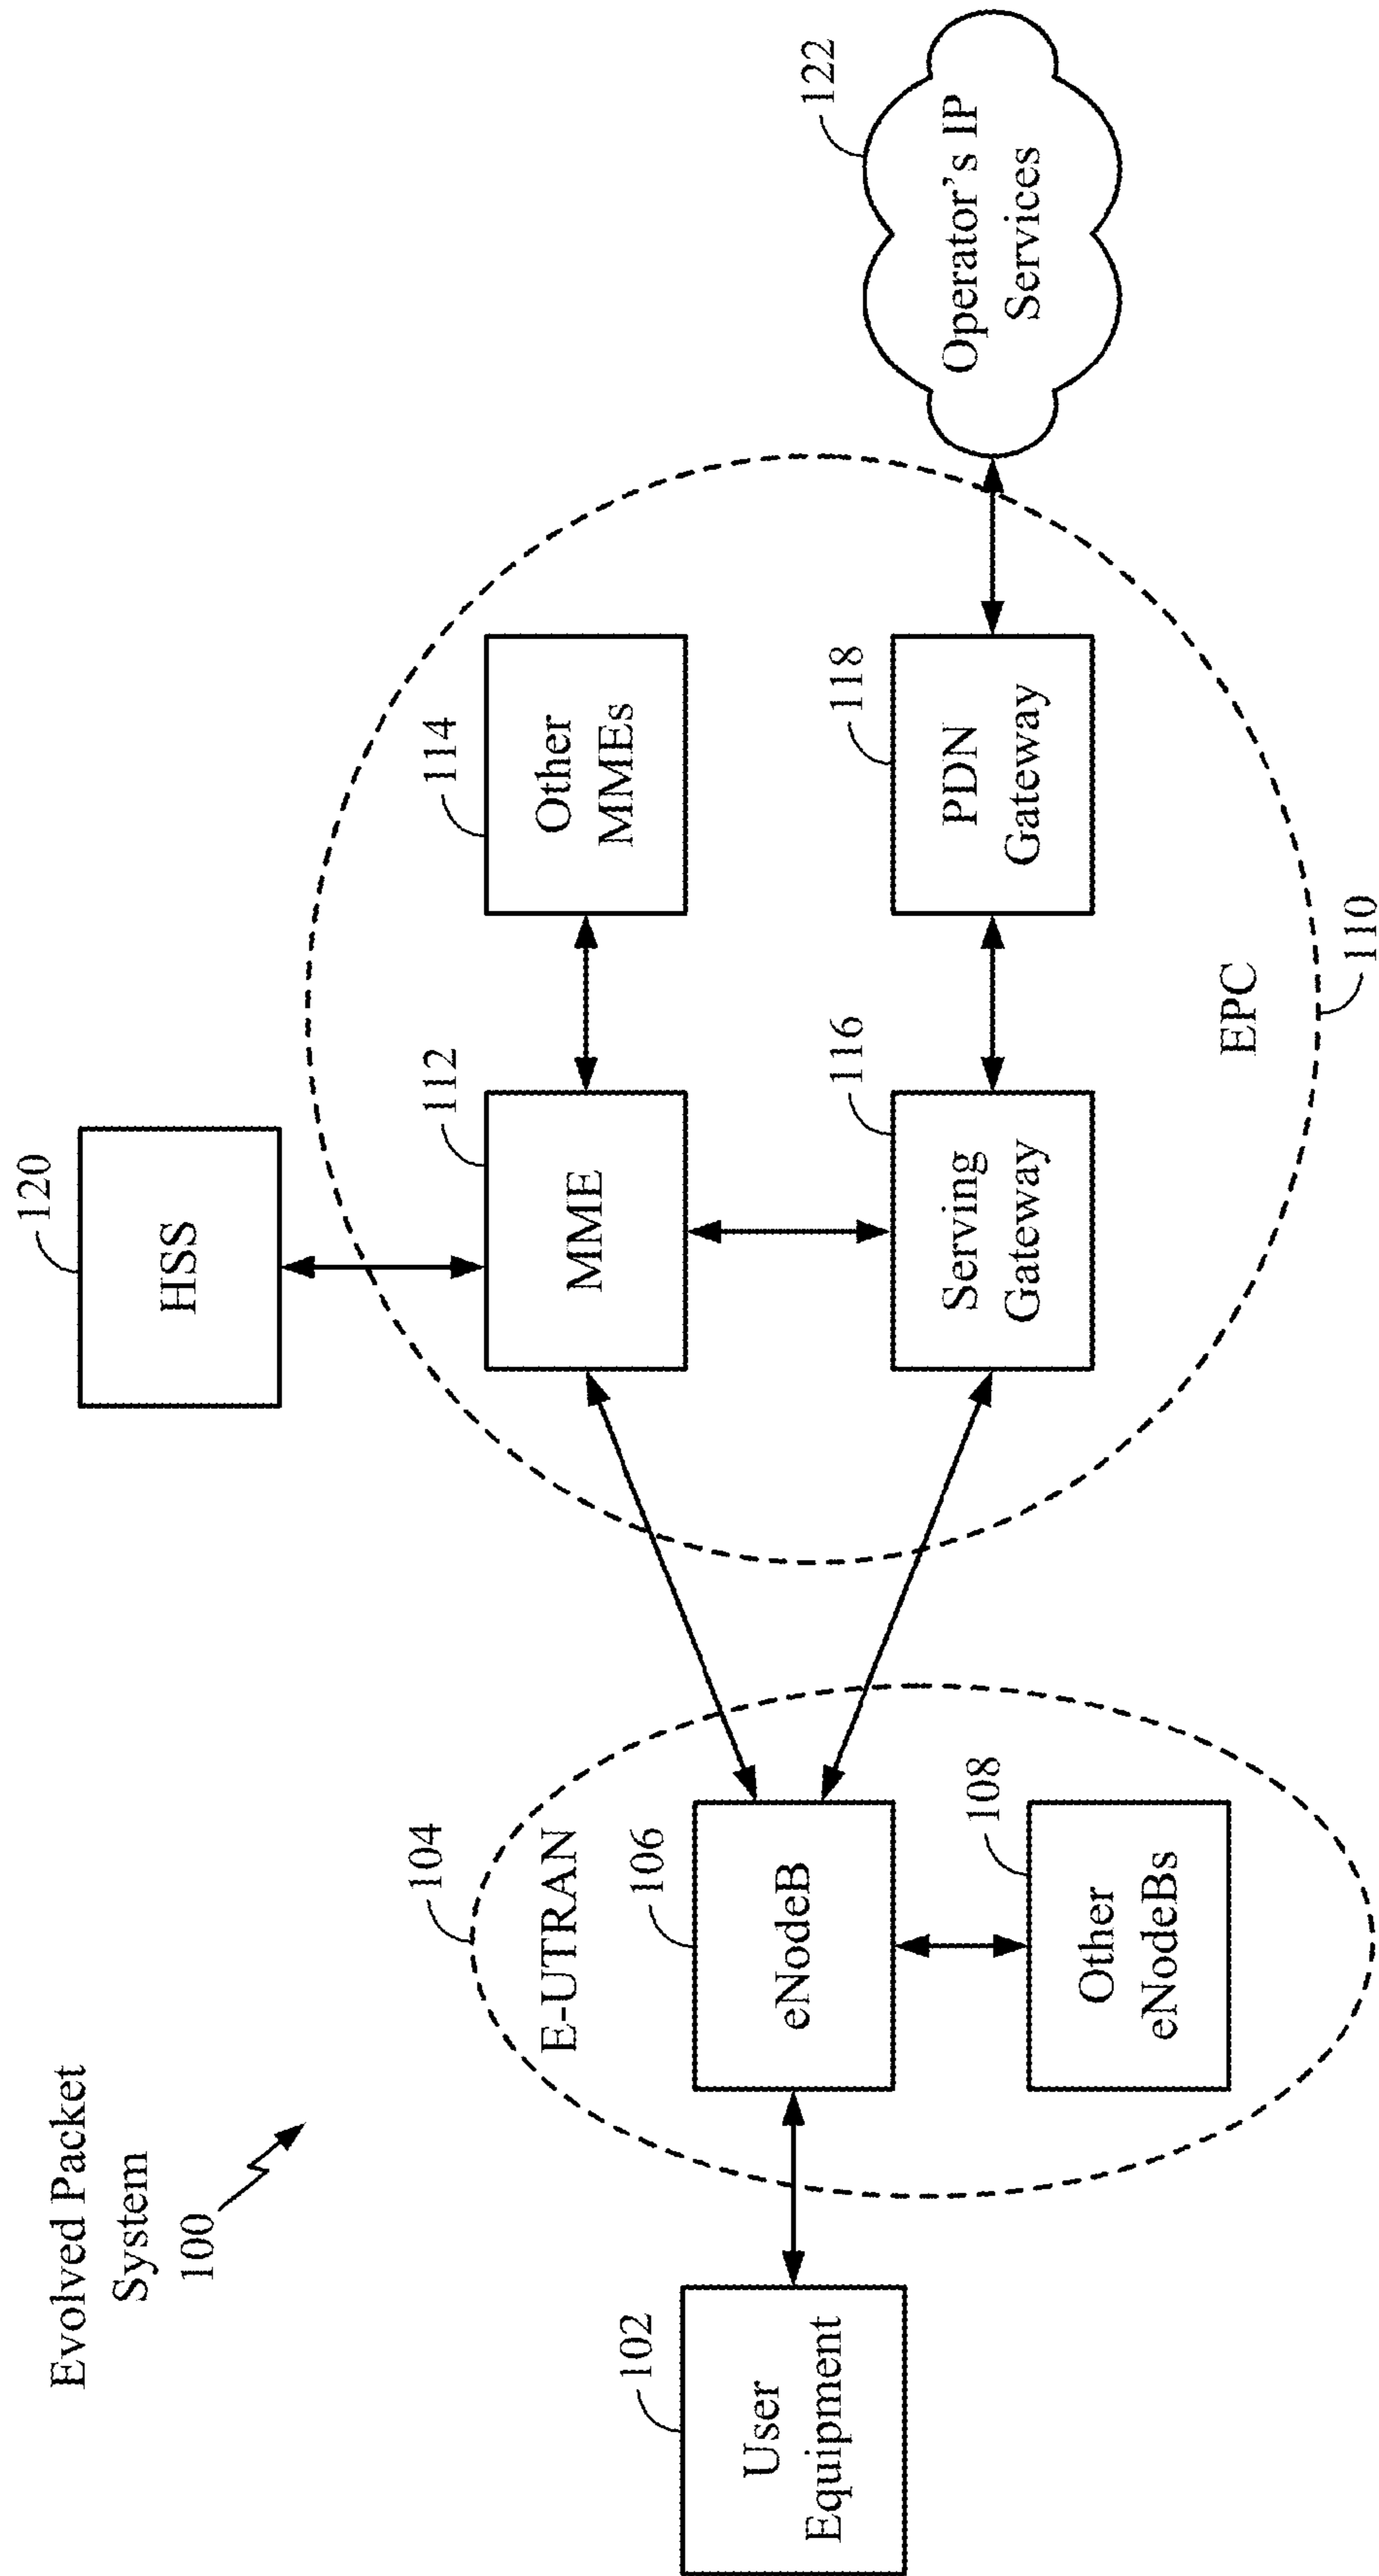 Evolved Packet
System
100
120
HSS
104
E-UTRAN
112
MME
114
Other
MMEs
102
User
Equipment
106
eNodeB
108
Other
eNodeBs
116
Serving
Gateway
118
PDN
Gateway
122
Operator's IP
Services
EPC
110